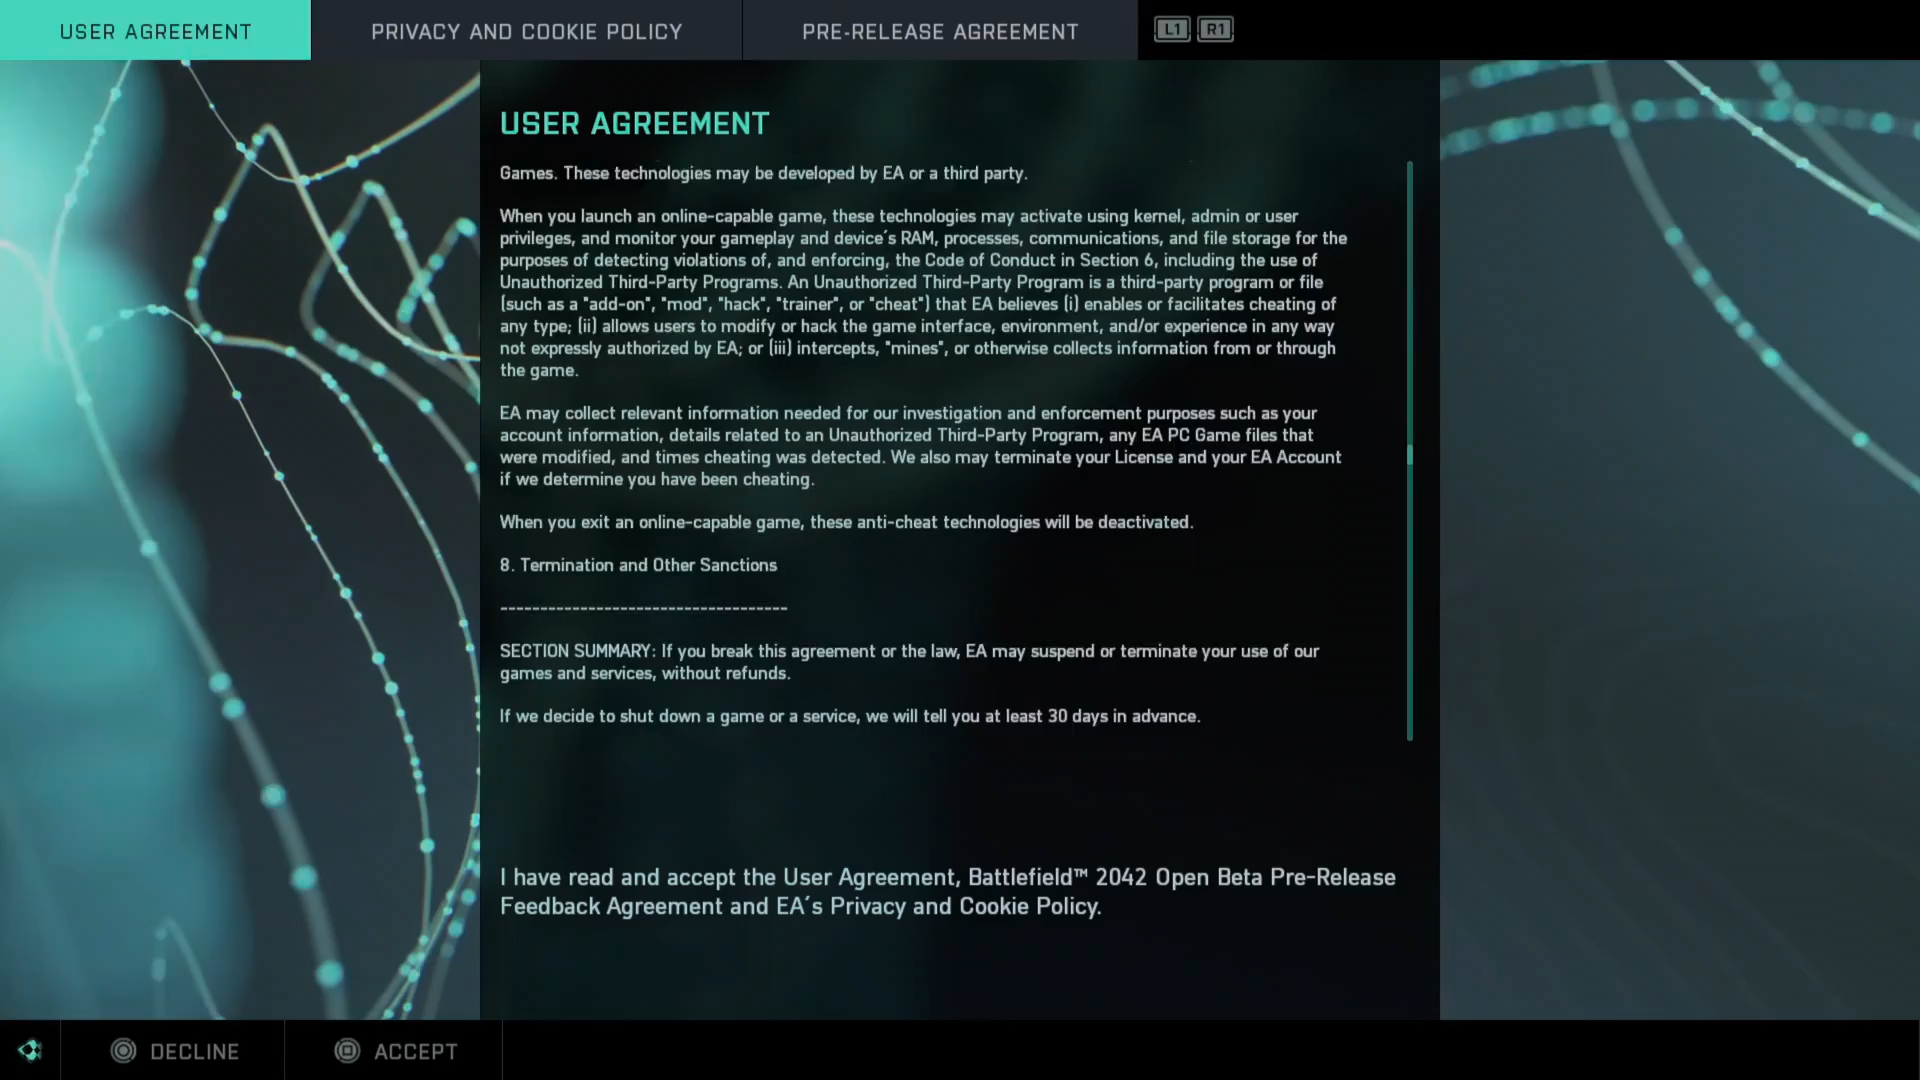 USER AGREEMENT
PRIVACY AND COOKIE POLICY
PRE-RELEASE AGREEMENT
L1
R1
USER AGREEMENT
Games. These technologies may be developed by EA or a third party.
When you launch an online-capable game, these technologies may activate using kernel, admin or user
privileges, and monitor your gameplay and device´s RAM, processes, communications, and file storage for the
purposes of detecting violations of, and enforcing, the Code of Conduct in Section 6, including the use of
Unauthorized Third-Party Programs. An Unauthorized Third-Party Program is a third-party program or file
(such as a "add-on", "mod", "hack", "trainer", or "cheat") that EA believes (i) enables or facilitates cheating of
any type; (ii) allows users to modify or hack the game interface, environment, and/or experience in any way
not expressly authorized by EA; or (iii) intercepts, "mines", or otherwise collects information from or through
the game.
EA may collect relevant information needed for our investigation and enforcement purposes such as your
account information, details related to an Unauthorized Third-Party Program, any EA PC Game files that
were modified, and times cheating was detected. We also may terminate your License and your EA Account
if we determine you have been cheating.
When you exit an online-capable game, these anti-cheat technologies will be deactivated.
8. Termination and Other Sanctions
------------------------------------
SECTION SUMMARY: If you break this agreement or the law, EA may suspend or terminate your use of our
games and services, without refunds.
If we decide to shut down a game or a service, we will tell you at least 30 days in advance.
I have read and accept the User Agreement, Battlefield™ 2042 Open Beta Pre-Release
Feedback Agreement and EA´s Privacy and Cookie Policy.
DECLINE
ACCEPT